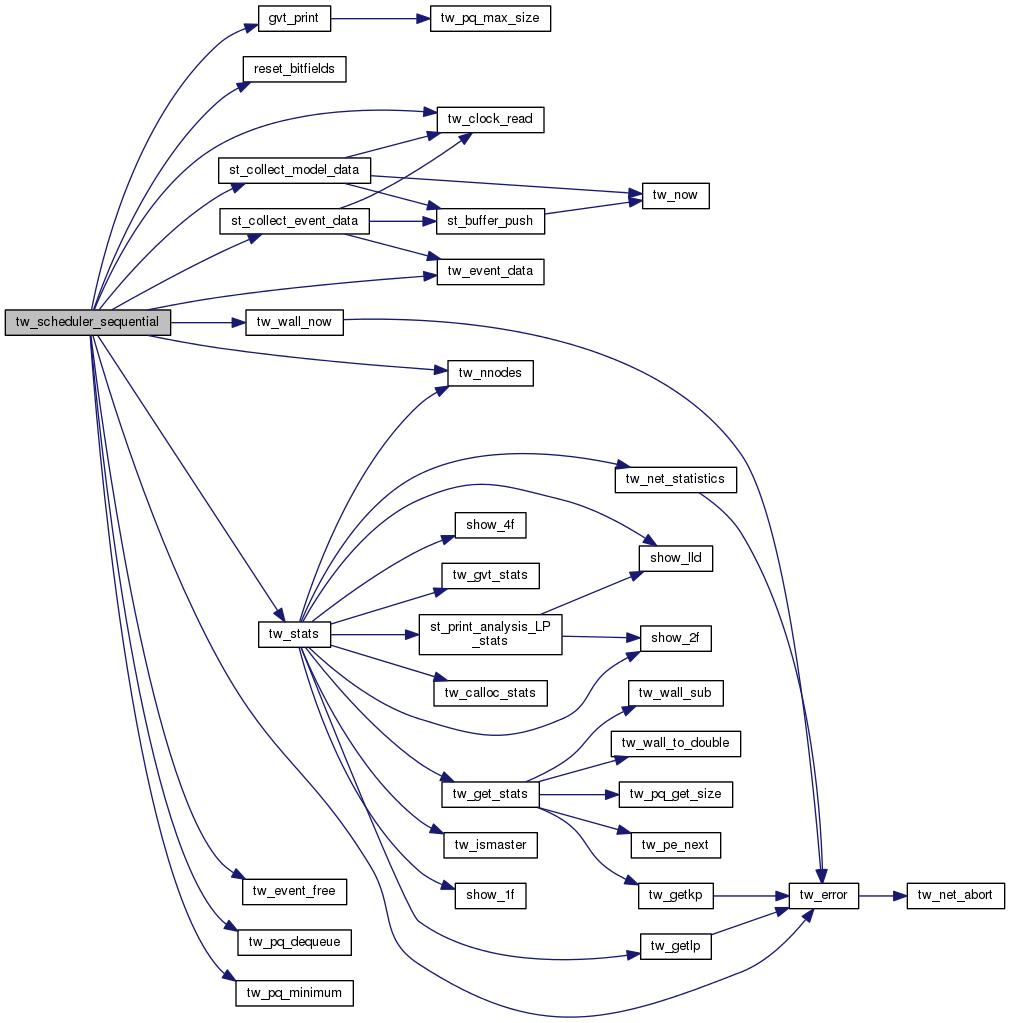 gvt_print
tw_pq_max_size
reset_bitfields
tw_clock_read
st_collect_model_data
tw_now
st_collect_event_data
st_buffer_push
tw_event_data
tw_scheduler_sequential
tw_wall_now
tw_nnodes
tw_net_statistics
show_4f
show_lld
tw_gvt_stats
tw_stats
st_print_analysis_LP
_stats
show_2f
tw_calloc_stats
tw_wall_sub
tw_wall_to_double
tw_get_stats
tw_pq_get_size
tw_ismaster
tw_pe_next
tw_event_free
show_1f
tw_getkp
tw_error
tw_net_abort
tw_pq_dequeue
tw_getlp
tw_pq_minimum